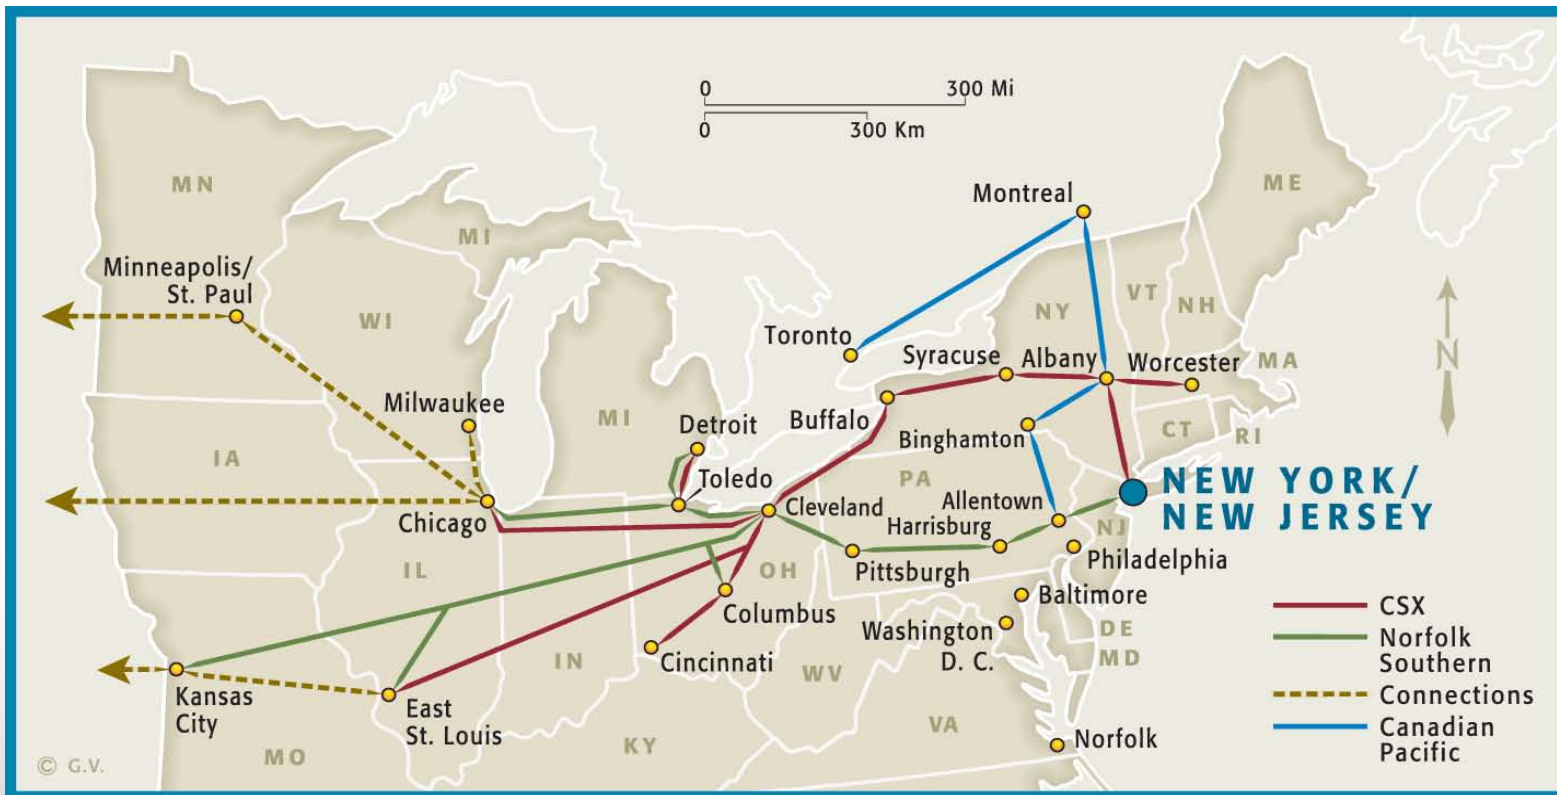 0
300 Mi
0
300 Km
MN
ME
Montreal
MI
Minneapolis/
St. Paul
VT
NH
NY
WI
Toronto
N
Syracuse
Albany
Worcester
MA
Milwaukee
MI
Detroit
Buffalo
Binghamton
CT
RI
IA
Toledo
PA
NEW YORK/
NEW JERSEY
Chicago
Cleveland
Allentown
Harrisburg
NJ
Philadelphia
IL
OH
Pittsburgh
Columbus
Baltimore
Washington
D. C.
DE
MD
CSX
Norfolk
Southern
Connections
Canadian
Pacific
IN
Cincinnati
WV
Kansas
City
East
St. Louis
VA
KY
MO
Norfolk
© G.V.